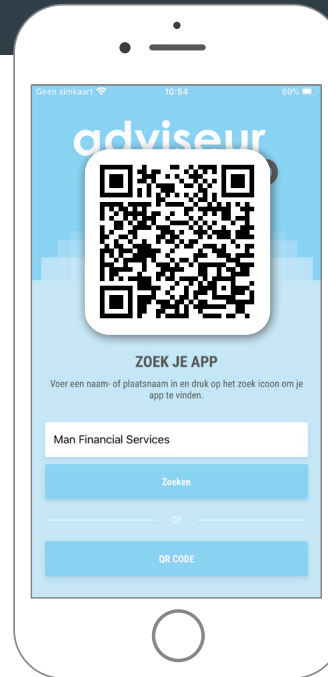 Geen simkaart 10:54 69%
adviseur
ZOEK JE APP
Voer een naam- of plaatsnaam in en druk op het zoek icoon om je
app te vinden.
Man Financial Services
Zoeken
OF
QR CODE